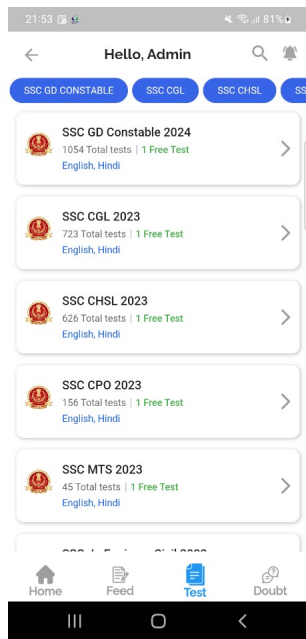 21:53
81%
Hello, Admin
SSC GD CONSTABLE
SSC CGL
SSC CHSL
SS
SSC GD Constable 2024
1054 Total tests | 1 Free Test
English, Hindi
SSC CGL 2023
723 Total tests | 1 Free Test
English, Hindi
SSC CHSL 2023
626 Total tests | 1 Free Test
English, Hindi
SSC CPO 2023
156 Total tests | 1 Free Test
English, Hindi
SSC MTS 2023
45 Total tests | 1 Free Test
English, Hindi
Home
Feed
Test
Doubt